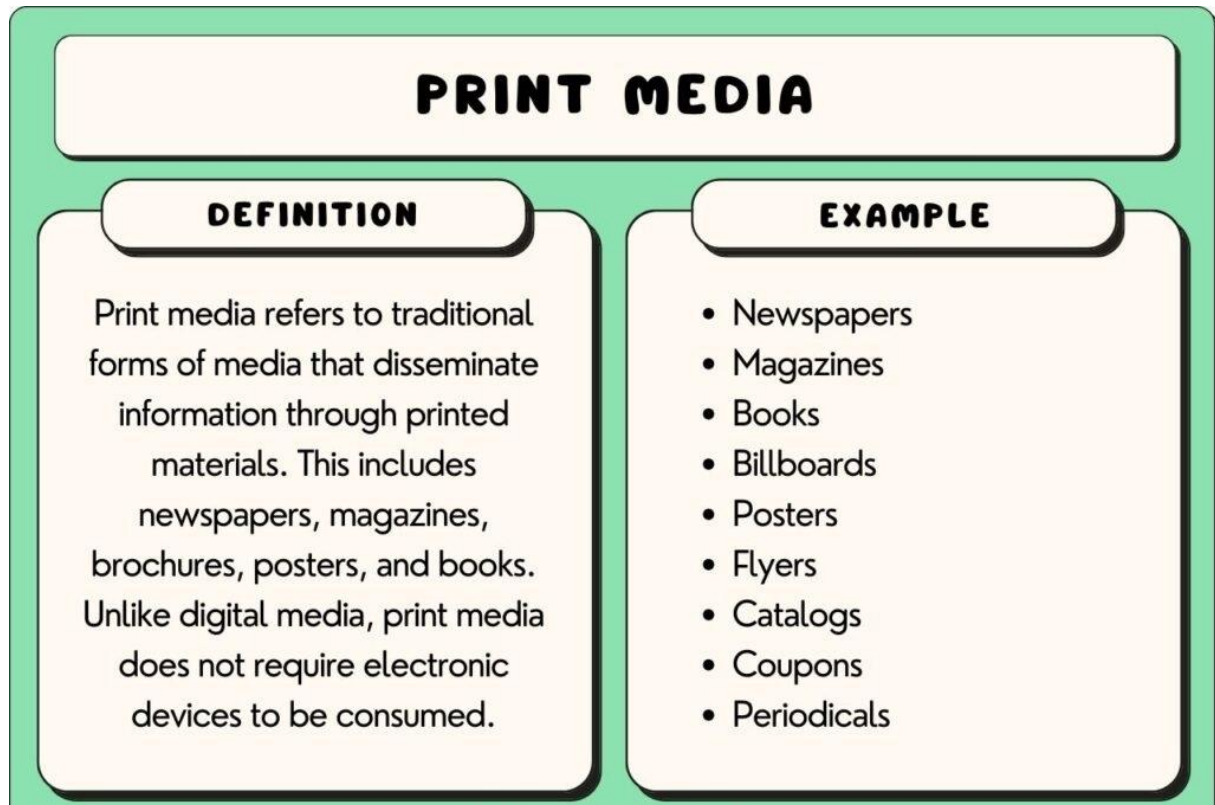 PRINT MEDIA
DEFINITION
Print media refers to traditional
forms of media that disseminate
information through printed
materials. This includes
newspapers, magazines,
brochures, posters, and books.
Unlike digital media, print media
does not require electronic
devices to be consumed.
EXAMPLE
• Newspapers
• Magazines
• Books
• Billboards
• Posters
• Flyers
• Catalogs
• Coupons
• Periodicals